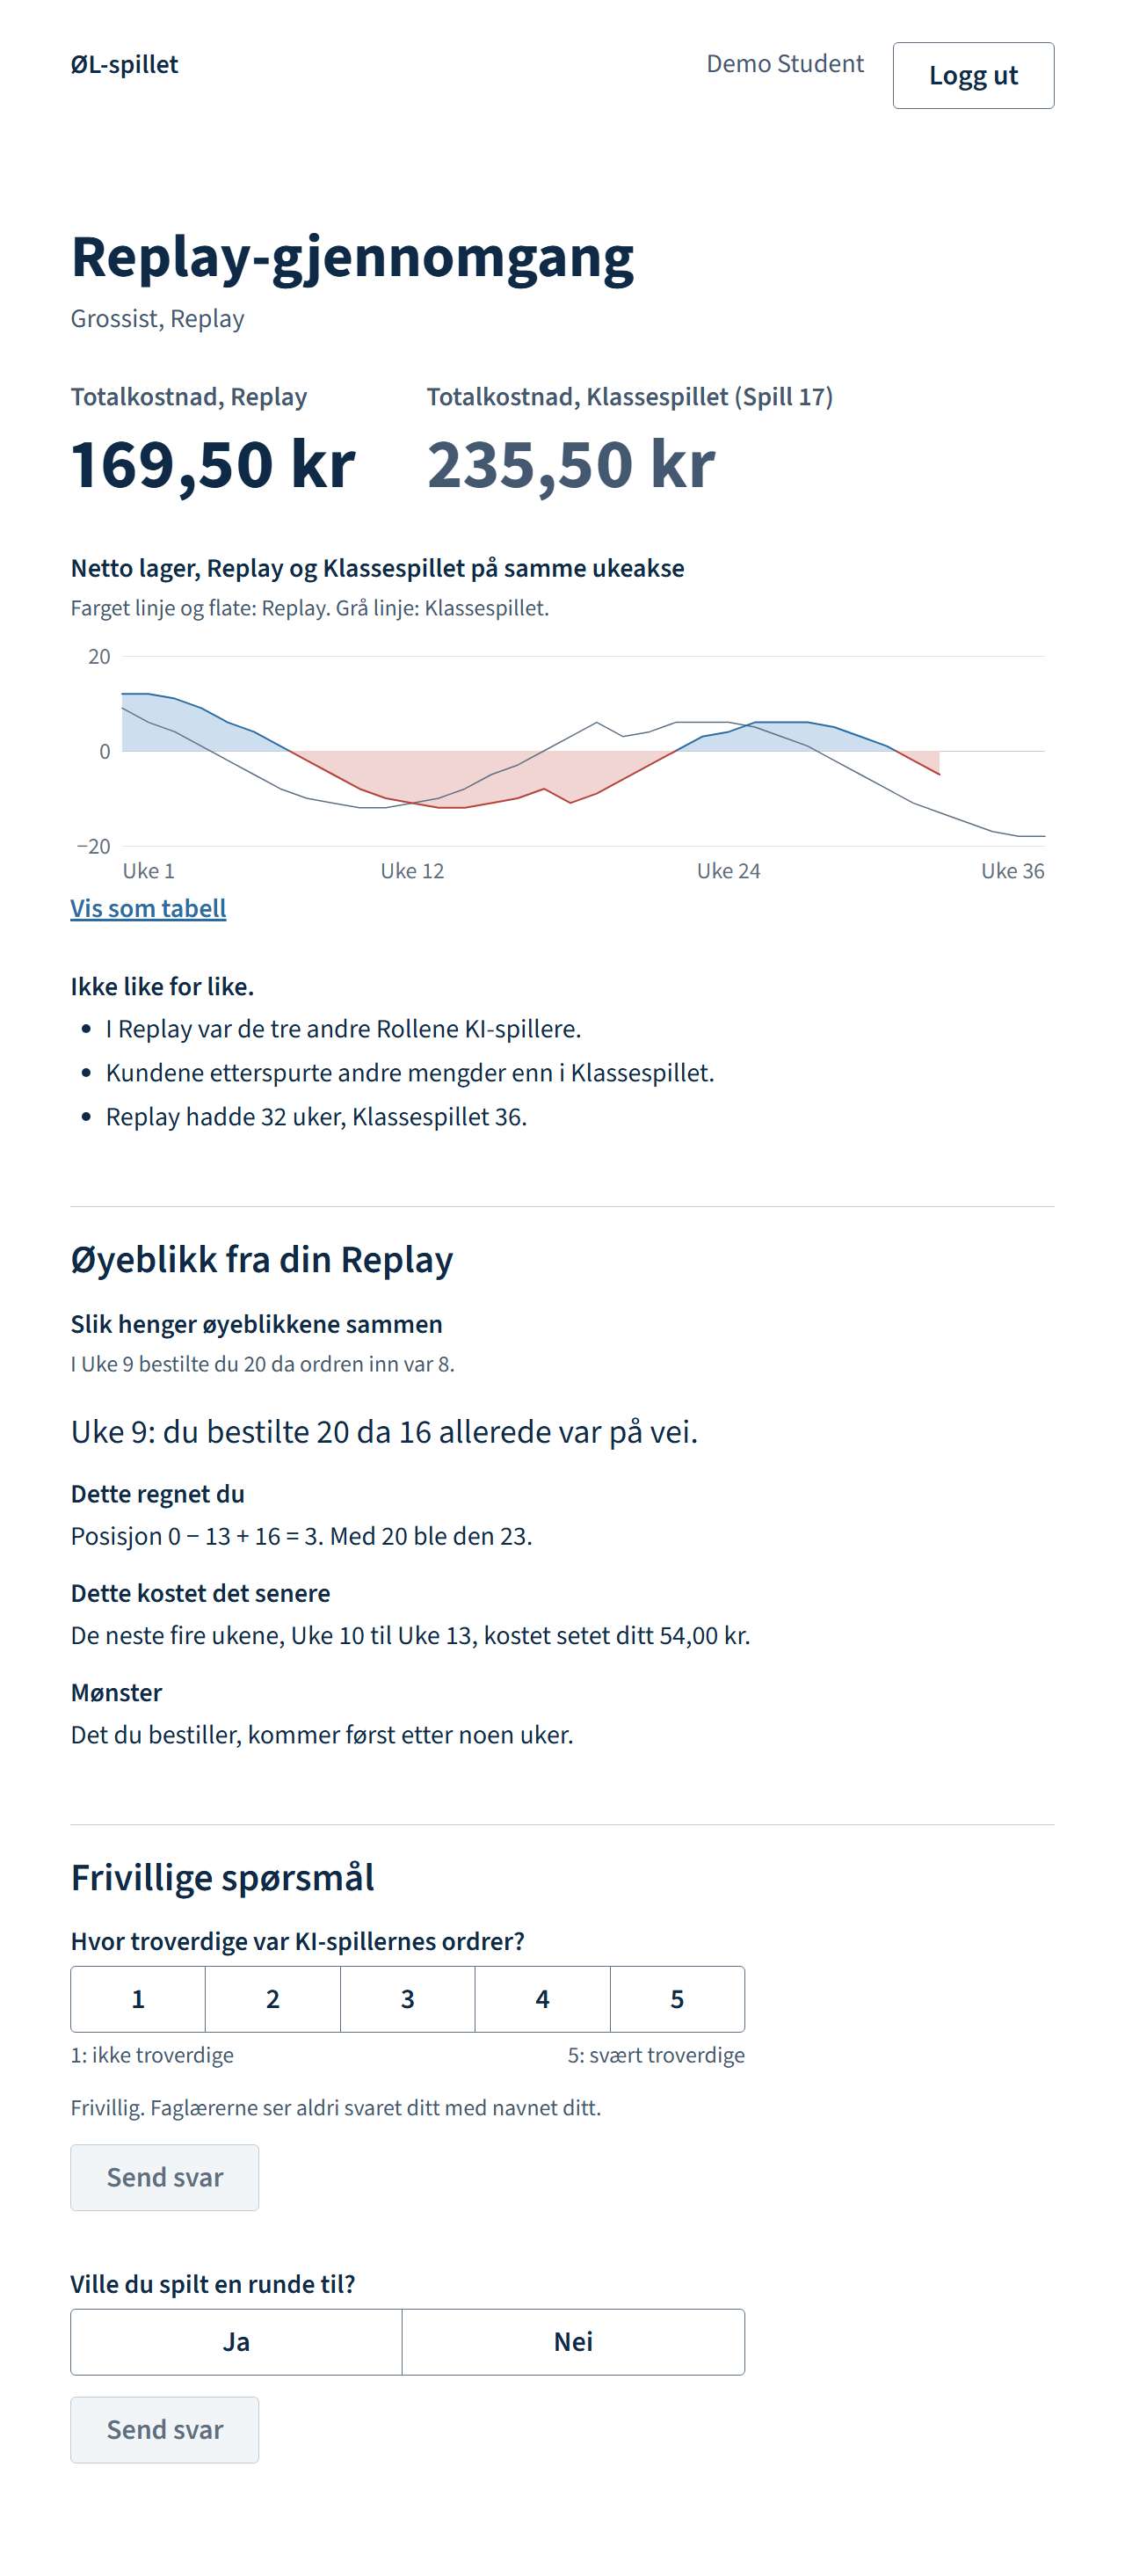 ØL-spillet
Demo Student
Logg ut
Replay-gjennomgang
Grossist, Replay
Totalkostnad, Replay
169,50 kr
Totalkostnad, Klassespillet (Spill 17)
235,50 kr
Netto lager, Replay og Klassespillet på samme ukeakse
Farget linje og flate: Replay. Grå linje: Klassespillet.
20
0
−20
Uke 1
Uke 12
Uke 24
Uke 36
Vis som tabell
Ikke like for like.
• I Replay var de tre andre Rollene KI-spillere.
• Kundene etterspurte andre mengder enn i Klassespillet.
• Replay hadde 32 uker, Klassespillet 36.
Øyeblikk fra din Replay
Slik henger øyeblikkene sammen
I Uke 9 bestilte du 20 da ordren inn var 8.
Uke 9: du bestilte 20 da 16 allerede var på vei.
Dette regnet du
Posisjon 0 − 13 + 16 = 3. Med 20 ble den 23.
Dette kostet det senere
De neste fire ukene, Uke 10 til Uke 13, kostet setet ditt 54,00 kr.
Mønster
Det du bestiller, kommer først etter noen uker.
Frivillige spørsmål
Hvor troverdige var KI-spillernes ordrer?
1
2
3
4
5
1: ikke troverdige
5: svært troverdige
Frivillig. Faglærerne ser aldri svaret ditt med navnet ditt.
Send svar
Ville du spilt en runde til?
Ja
Nei
Send svar